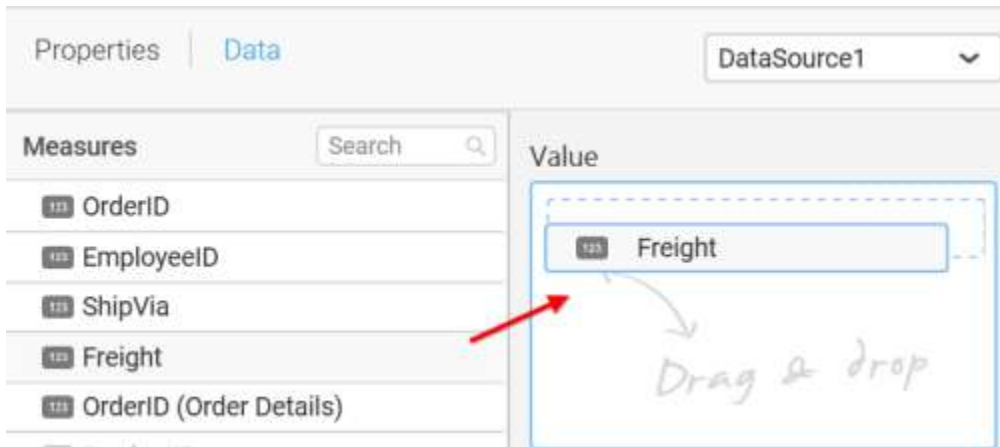 Properties Data DataSource1
Measures Search
Value
OrderID
EmployeeID
ShipVia
Freight
OrderID (Order Details)
Freight
Drag & drop